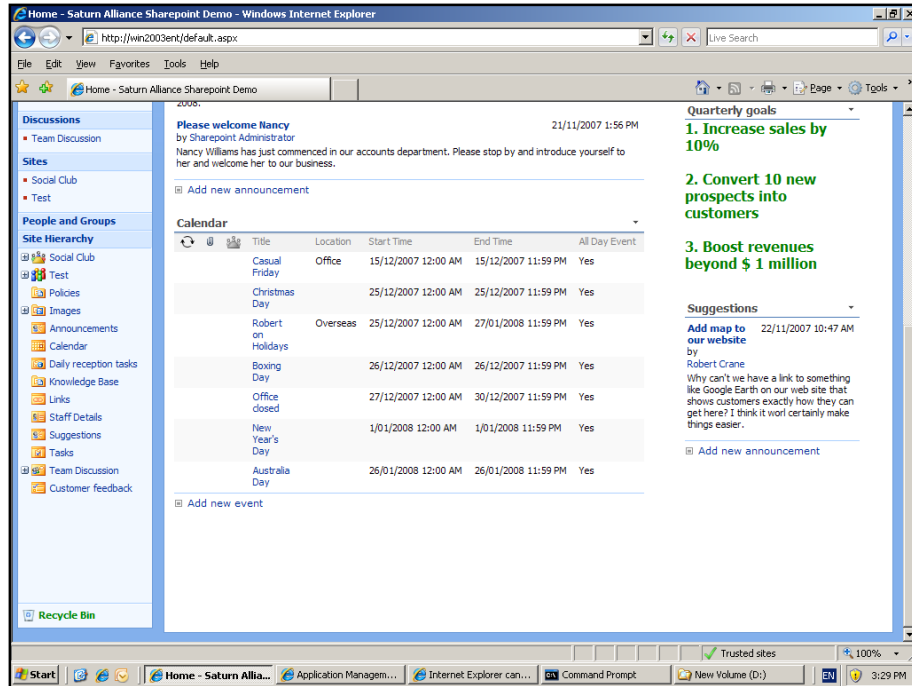 Home - Saturn Alliance Sharepoint Demo - Windows Internet Explorer
http://win2003ent/default.aspx
Live Search
File Edit View Favorites Tools Help
Home - Saturn Alliance Sharepoint Demo
Page Tools
Discussions
Team Discussion
Sites
Social Club
Test
People and Groups
Site Hierarchy
Social Club
Test
Policies
Images
Announcements
Calendar
Daily reception tasks
Knowledge Base
Links
Staff Details
Suggestions
Tasks
Team Discussion
Customer feedback
Recycle Bin
2008.
Please welcome Nancy 21/11/2007 1:56 PM
by Sharepoint Administrator
Nancy Williams has just commenced in our accounts department. Please stop by and introduce yourself to
her and welcome her to our business.
Add new announcement
Calendar
Title Location Start Time End Time All Day Event
Casual Office 15/12/2007 12:00 AM 15/12/2007 11:59 PM Yes
Friday
Christmas 25/12/2007 12:00 AM 25/12/2007 11:59 PM Yes
Day
Robert Overseas 25/12/2007 12:00 AM 27/01/2008 11:59 PM Yes
on
Holidays
Boxing 26/12/2007 12:00 AM 26/12/2007 11:59 PM Yes
Day
Office 27/12/2007 12:00 AM 30/12/2007 11:59 PM Yes
closed
New 1/01/2008 12:00 AM 1/01/2008 11:59 PM Yes
Year's
Day
Australia 26/01/2008 12:00 AM 26/01/2008 11:59 PM Yes
Day
Add new event
Quarterly goals
1. Increase sales by
10%
2. Convert 10 new
prospects into
customers
3. Boost revenues
beyond $ 1 million
Suggestions
Add map to 22/11/2007 10:47 AM
our website
by
Robert Crane
Why can't we have a link to something
like Google Earth on our web site that
shows customers exactly how they can
get here? I think it worl certainly make
things easier.
Add new announcement
Trusted sites 100%
Start Home - Saturn Allia... Application Managem... Internet Explorer can... Command Prompt New Volume (D:) EN 3:29 PM